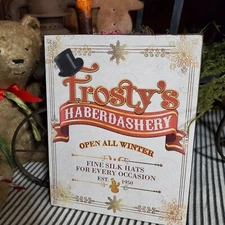 Frosty's
HABERDASHERY
OPEN ALL WINTER
FINE SILK HATS
FOR EVERY OCCASION
EST. 1950